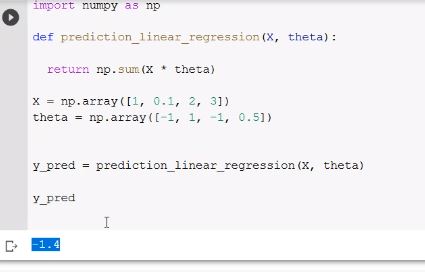 import numpy as np
def prediction_linear_regression(X, theta):
return np.sum(X * theta)
X = np.array([1, 0.1, 2, 3])
theta = np.array([-1, 1, -1, 0.5])
y_pred = prediction_linear_regression(X, theta)
y_pred
-1.4